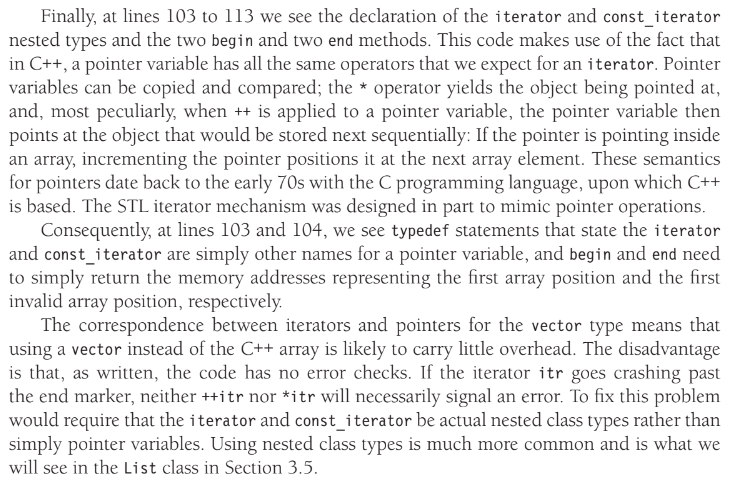 Finally, at lines 103 to 113 we see the declaration of the iterator and const_iterator
nested types and the two begin and two end methods. This code makes use of the fact that
in C++, a pointer variable has all the same operators that we expect for an iterator. Pointer
variables can be copied and compared; the * operator yields the object being pointed at,
and, most peculiarly, when ++ is applied to a pointer variable, the pointer variable then
points at the object that would be stored next sequentially: If the pointer is pointing inside
an array, incrementing the pointer positions it at the next array element. These semantics
for pointers date back to the early 70s with the C programming language, upon which C++
is based. The STL iterator mechanism was designed in part to mimic pointer operations.
Consequently, at lines 103 and 104, we see typedef statements that state the iterator
and const_iterator are simply other names for a pointer variable, and begin and end need
to simply return the memory addresses representing the first array position and the first
invalid array position, respectively.
The correspondence between iterators and pointers for the vector type means that
using a vector instead of the C++ array is likely to carry little overhead. The disadvantage
is that, as written, the code has no error checks. If the iterator itr goes crashing past
the end marker, neither ++itr nor *itr will necessarily signal an error. To fix this problem
would require that the iterator and const_iterator be actual nested class types rather than
simply pointer variables. Using nested class types is much more common and is what we
will see in the List class in Section 3.5.